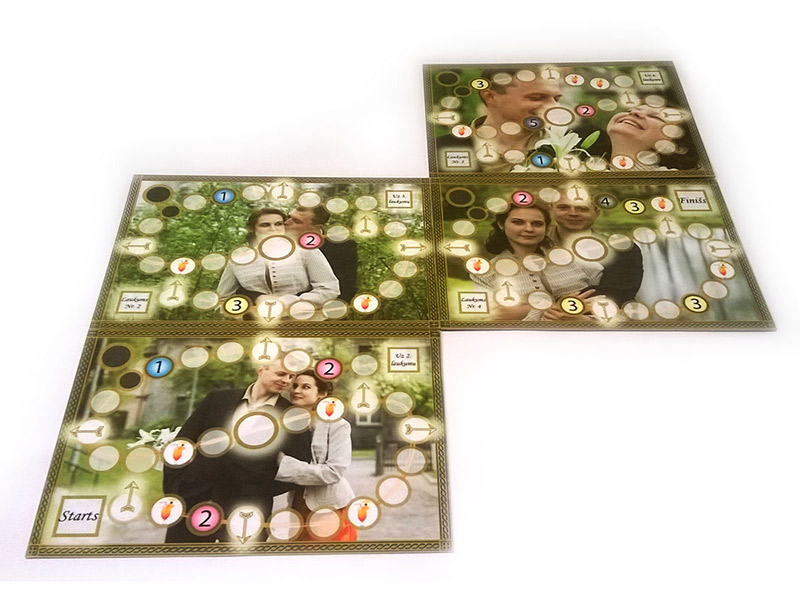 3
Uz 4.
laukumu
2
5
Laukums
Nr. 3
1
1
Uz 3.
laukumu
2
Laukums
Nr. 2
3
2
4
3
Finišs
Laukums
Nr. 4
3
3
1
2
Uz 2.
laukumu
Starts
2